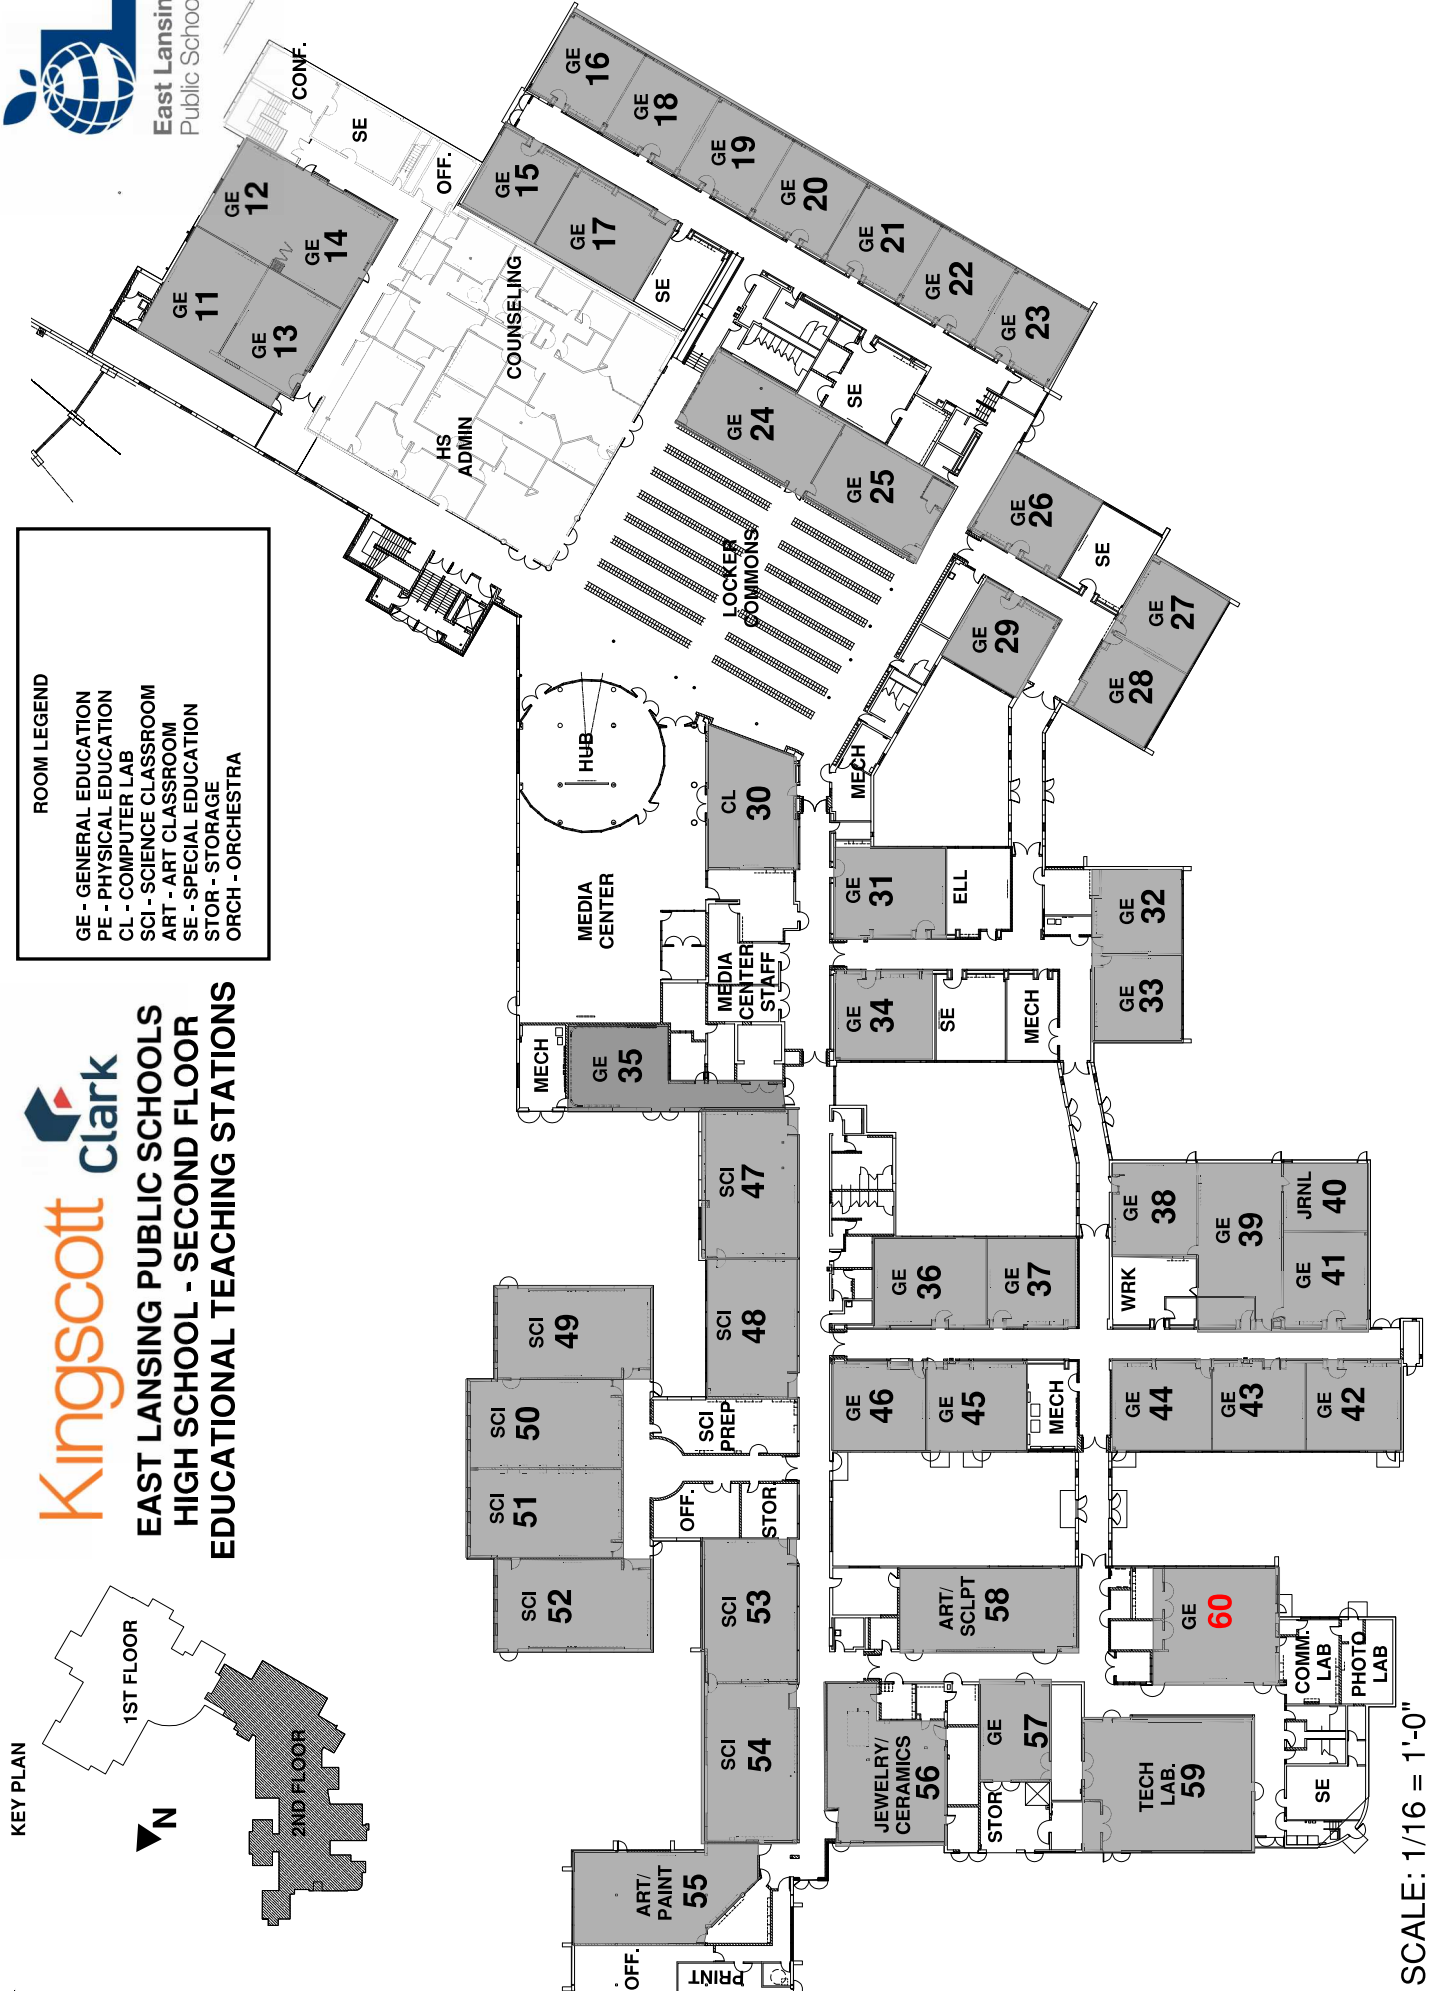 East Lansin
Public Schoo
ROOM LEGEND
GE - GENERAL EDUCATION
PE - PHYSICAL EDUCATION
CL - COMPUTER LAB
SCI - SCIENCE CLASSROOM
ART - ART CLASSROOM
SE - SPECIAL EDUCATION
STOR - STORAGE
ORCH - ORCHESTRA
Kingscott
Clark
EAST LANSING PUBLIC SCHOOLS
HIGH SCHOOL - SECOND FLOOR
EDUCATIONAL TEACHING STATIONS
KEY PLAN
1ST FLOOR
2ND FLOOR
N
CONF.
SE
OFF.
GE
12
GE
14
GE
11
GE
13
COUNSELING
HS
ADMIN
GE
15
GE
17
SE
GE
16
GE
18
GE
19
GE
20
GE
21
GE
22
GE
23
GE
24
GE
25
SE
LOCKER
COMMONS
GE
26
SE
GE
27
GE
28
GE
29
MECH
HUB
CL
30
MEDIA
CENTER
MEDIA
CENTER
STAFF
GE
31
ELL
GE
32
GE
33
GE
34
SE
MECH
MECH
GE
35
SCI
47
SCI
48
SCI
49
SCI
50
SCI
51
SCI
52
SCI
PREP
OFF.
STOR
SCI
53
SCI
54
GE
36
GE
37
GE
38
GE
39
JRNL
40
GE
41
WRK
GE
46
GE
45
MECH
GE
44
GE
43
GE
42
ART/
SCLPT
58
GE
60
COMM.
LAB
PHOTO
LAB
JEWELRY/
CERAMICS
56
GE
57
STOR
TECH
LAB.
59
SE
ART/
PAINT
55
OFF.
PRINT
SCALE: 1/16 = 1'-0"